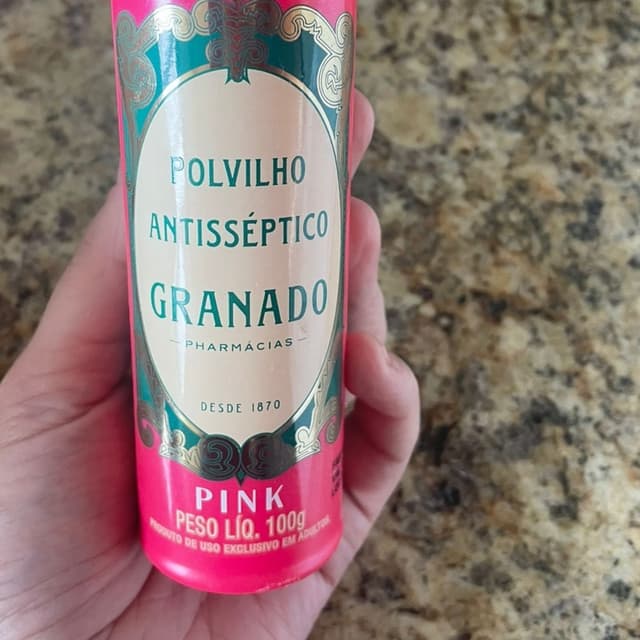 POLVILHO
ANTISSÉPTICO
GRANADO
PHARMÁCIAS
DESDE 1870
PINK
PESO LÍQ. 100g
PRODUTO DE USO EXCLUSIVO EM ADULTOS.